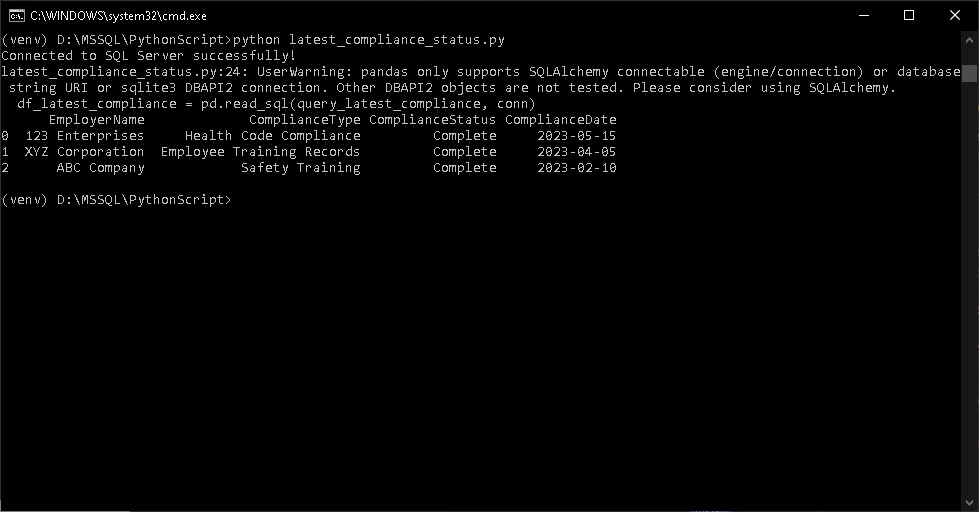 C:\WINDOWS\system32\cmd.exe
(venv) D:\MSSQL\PythonScript>python latest_compliance_status.py
Connected to SQL Server successfully!
latest_compliance_status.py:24: UserWarning: pandas only supports SQLAlchemy connectable (engine/connection) or database
 string URI or sqlite3 DBAPI2 connection. Other DBAPI2 objects are not tested. Please consider using SQLAlchemy.
  df_latest_compliance = pd.read_sql(query_latest_compliance, conn)
      EmployerName             ComplianceType ComplianceStatus ComplianceDate
0  123 Enterprises     Health Code Compliance         Complete     2023-05-15
1  XYZ Corporation  Employee Training Records         Complete     2023-04-05
2      ABC Company            Safety Training         Complete     2023-02-10
(venv) D:\MSSQL\PythonScript>